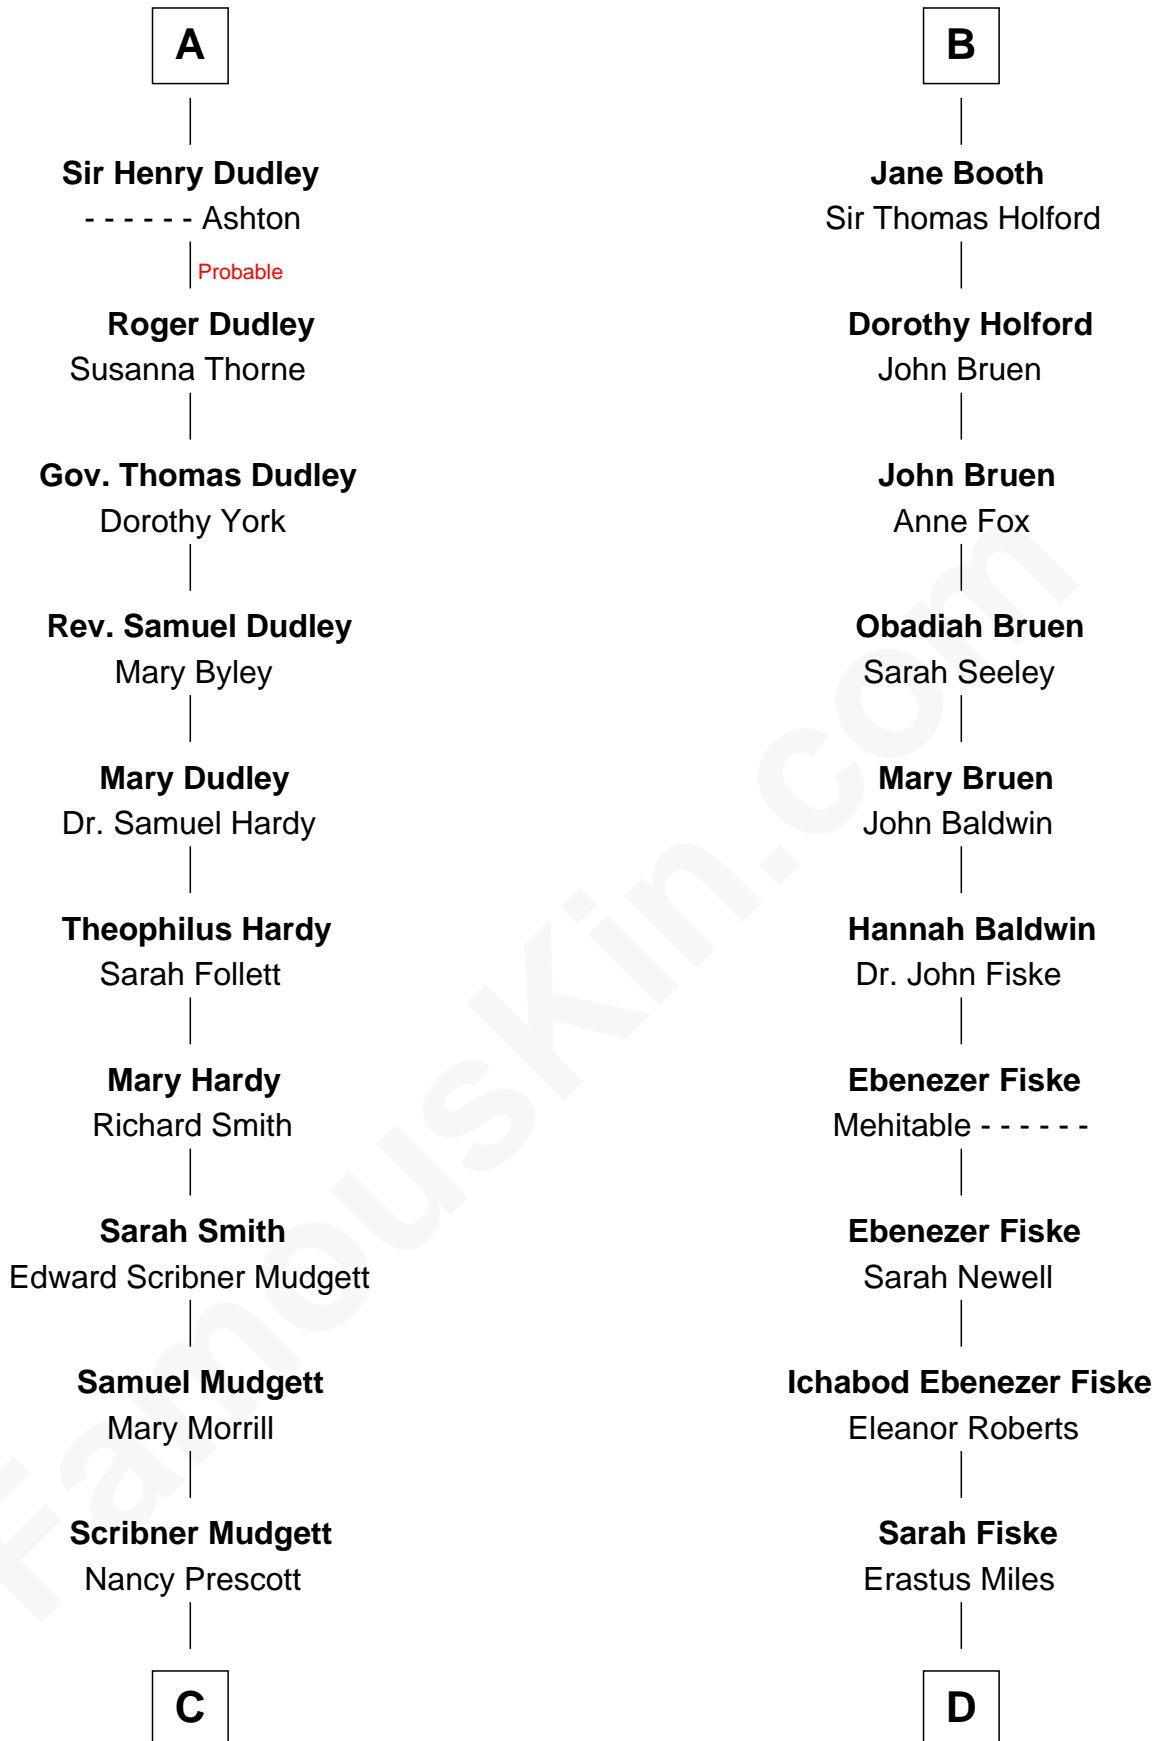 A
Sir Henry Dudley
- - - - - - Ashton
Probable
Roger Dudley
Susanna Thorne
Gov. Thomas Dudley
Dorothy York
Rev. Samuel Dudley
Mary Byley
Mary Dudley
Dr. Samuel Hardy
Theophilus Hardy
Sarah Follett
Mary Hardy
Richard Smith
Sarah Smith
Edward Scribner Mudgett
Samuel Mudgett
Mary Morrill
Scribner Mudgett
Nancy Prescott
C
B
Jane Booth
Sir Thomas Holford
Dorothy Holford
John Bruen
John Bruen
Anne Fox
Obadiah Bruen
Sarah Seeley
Mary Bruen
John Baldwin
Hannah Baldwin
Dr. John Fiske
Ebenezer Fiske
Mehitable - - - - - -
Ebenezer Fiske
Sarah Newell
Ichabod Ebenezer Fiske
Eleanor Roberts
Sarah Fiske
Erastus Miles
D
FamousKin.com